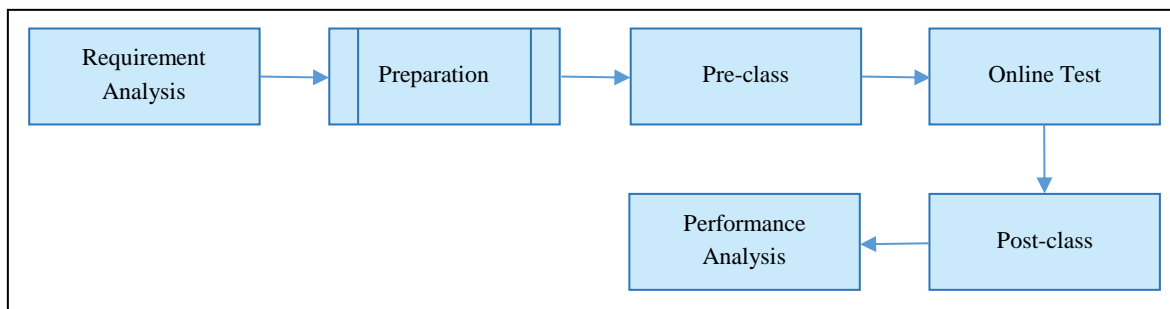 Requirement
Analysis
Preparation
Pre-class
Online Test
Performance
Analysis
Post-class